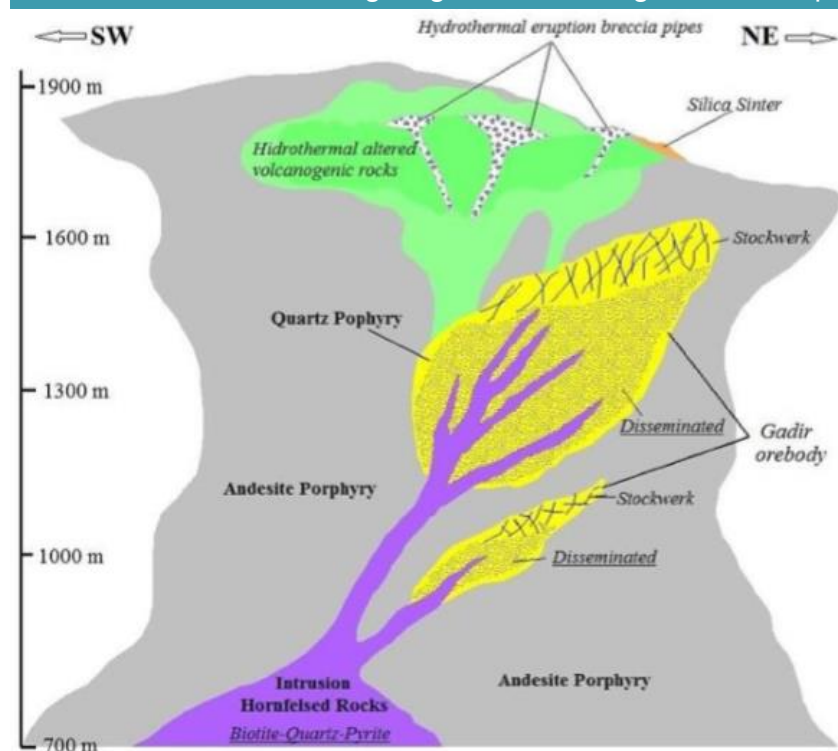 SW
Hydrothermal eruption breccia pipes
NE
1900 m
Silica Sinter
Hidrothermal altered
volcanogenic rocks
1600 m
Stockwerk
Quartz Pophyry
1300 m
Disseminated
Gadir
orebody
Andesite Porphyry
Stockwerk
1000 m
Disseminated
Intrusion
Hornfelsed Rocks
Biotite-Quartz-Pyrite
Andesite Porphyry
700 m